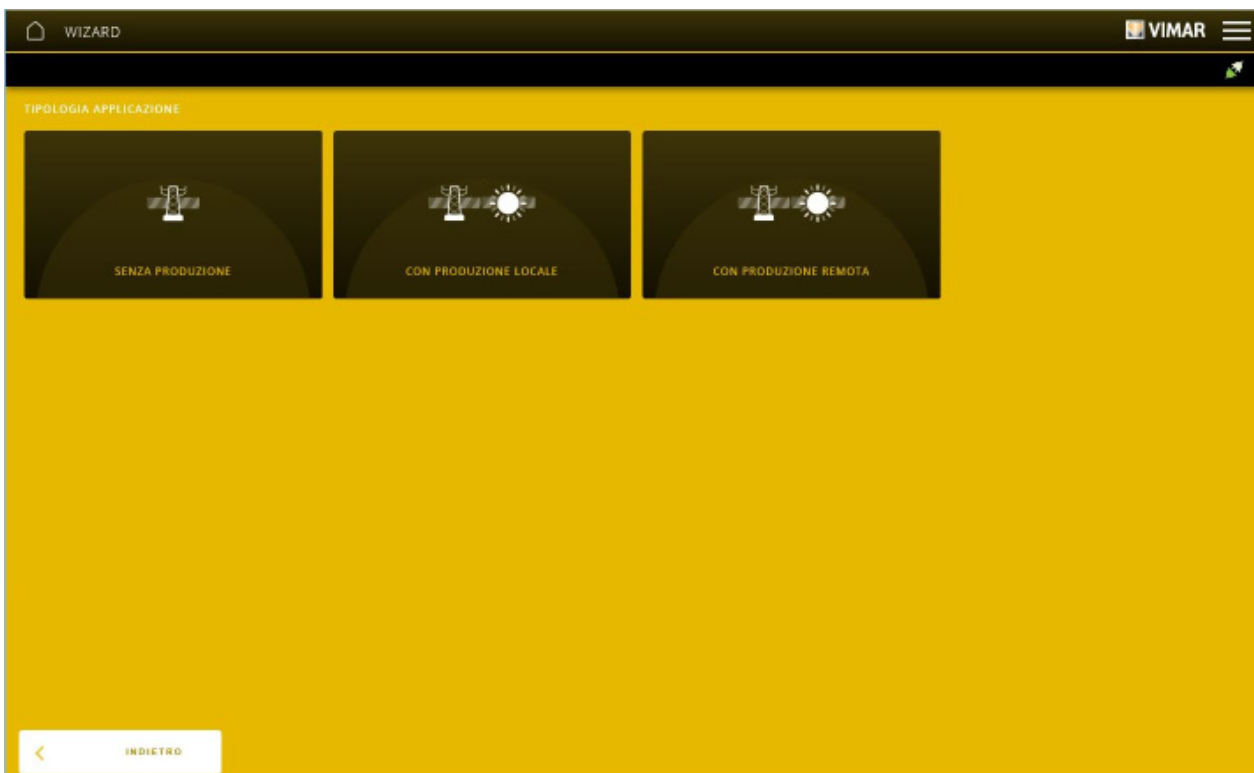 WIZARD
VIMAR
TIPOLOGIA APPLICAZIONE
SENZA PRODUZIONE
CON PRODUZIONE LOCALE
CON PRODUZIONE REMOTA
INDIETRO